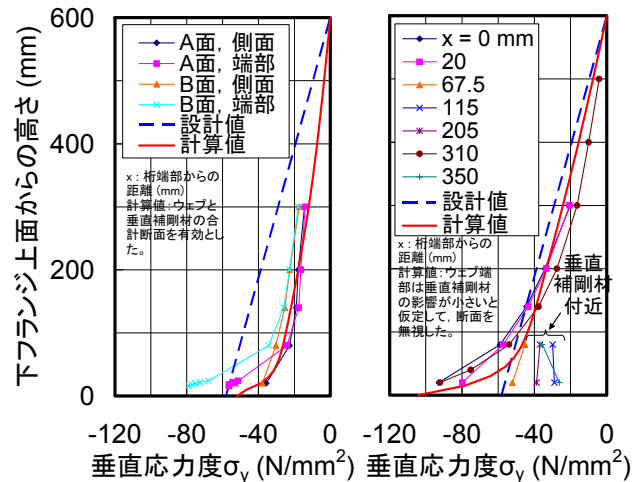 下フランジ上面からの高さ (mm)
600
400
200
0
A面, 側面
A面, 端部
B面, 側面
B面, 端部
設計値
計算値
x : 桁端部からの
距離 (mm)
計算値:ウェブと
垂直補剛材の合
計断面を有効とし
た。
-120
-80
-40
0
垂直応力度σy (N/mm2)
x = 0 mm
20
67.5
115
205
310
350
設計値
計算値
x : 桁端部からの
距離 (mm)
計算値:ウェブ端
部は垂直補剛材
の影響が小さいと
仮定して, 断面を
無視した。
垂直
補剛材
付近
-120
-80
-40
0
垂直応力度σy (N/mm2)